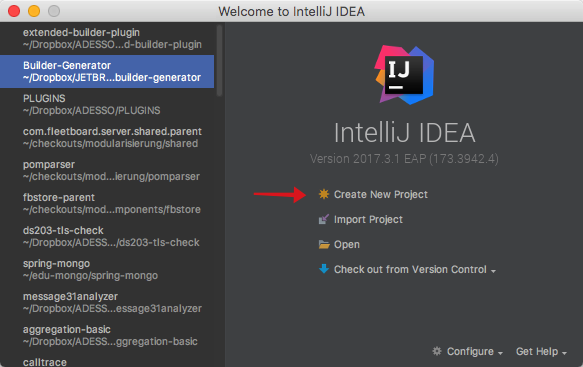 Welcome to IntelliJ IDEA
extended-builder-plugin
~/Dropbox/ADESSO...d-builder-plugin
Builder-Generator
~/Dropbox/JETBR...builder-generator
PLUGINS
~/Dropbox/ADESSO/PLUGINS
com.fleetboard.server.shared.parent
~/checkouts/modularisierung/shared
pomparser
~/checkouts/mod...ierung/pomparser
fbstore-parent
~/checkouts/mod...mponents/fbstore
ds203-tls-check
~/Dropbox/ADESS.../ds203-tls-check
spring-mongo
~/edu-mongo/spring-mongo
message31analyzer
~/Dropbox/ADESS...essage31analyzer
aggregation-basic
~/Dropbox/ADESS...ggregation-basic
calltrace
IJ
IntelliJ IDEA
Version 2017.3.1 EAP (173.3942.4)
Create New Project
Import Project
Open
Check out from Version Control
Configure
Get Help